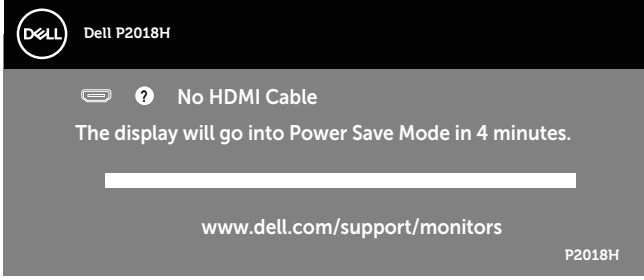 DELL
Dell P2018H
? No HDMI Cable
The display will go into Power Save Mode in 4 minutes.
www.dell.com/support/monitors
P2018H